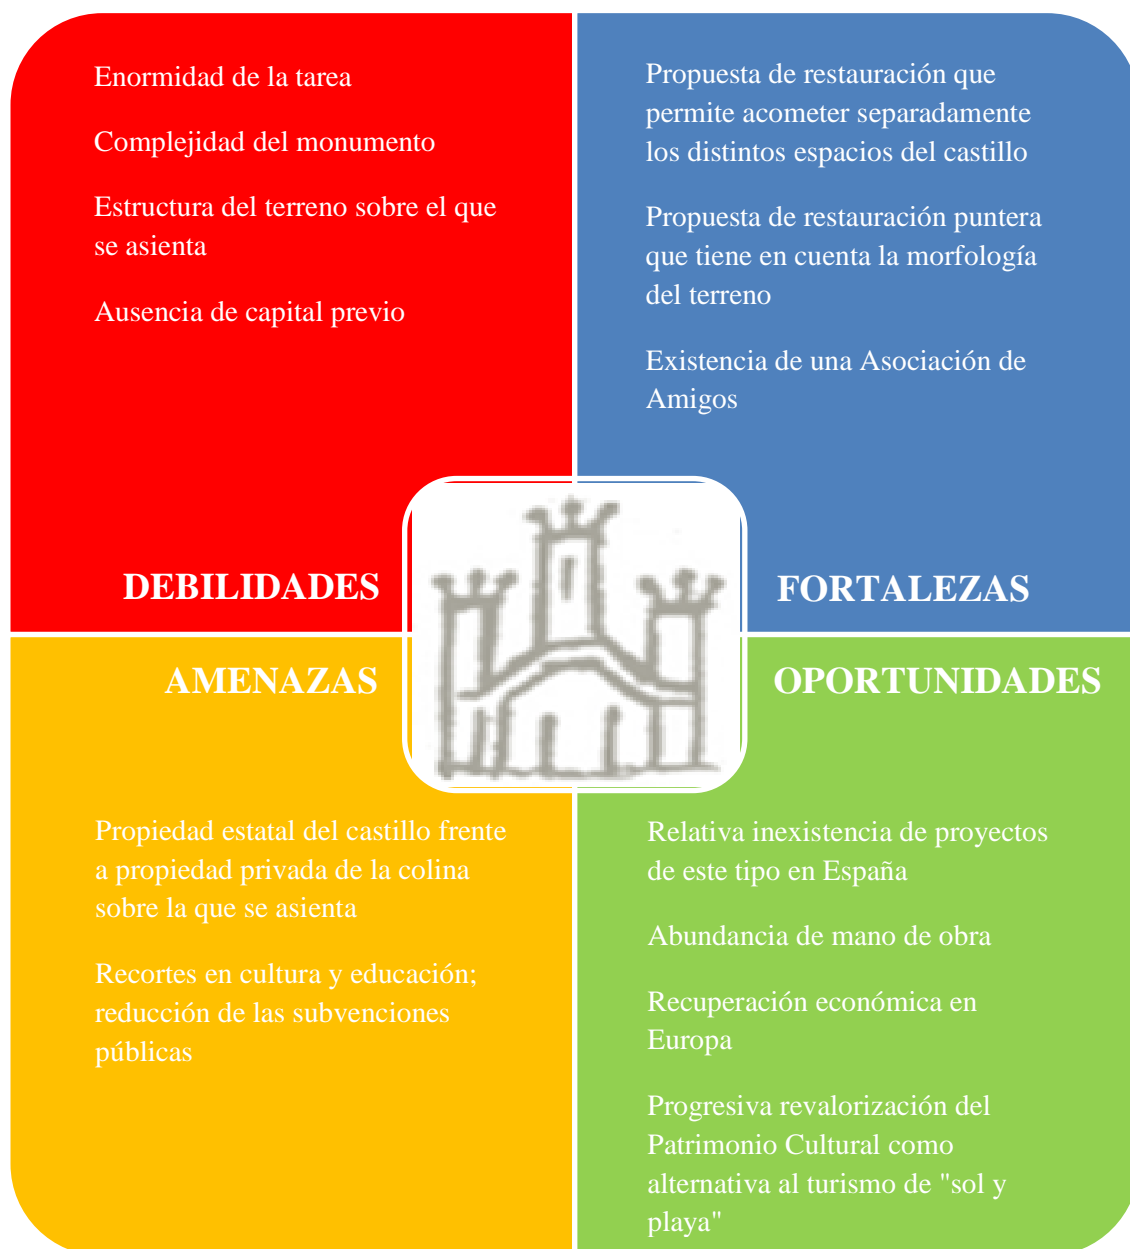 Enormidad de la tarea
Complejidad del monumento
Estructura del terreno sobre el que
se asienta
Ausencia de capital previo
DEBILIDADES
Propuesta de restauración que
permite acometer separadamente
los distintos espacios del castillo
Propuesta de restauración puntera
que tiene en cuenta la morfología
del terreno
Existencia de una Asociación de
Amigos
FORTALEZAS
AMENAZAS
Propiedad estatal del castillo frente
a propiedad privada de la colina
sobre la que se asienta
Recortes en cultura y educación;
reducción de las subvenciones
públicas
OPORTUNIDADES
Relativa inexistencia de proyectos
de este tipo en España
Abundancia de mano de obra
Recuperación económica en
Europa
Progresiva revalorización del
Patrimonio Cultural como
alternativa al turismo de "sol y
playa"